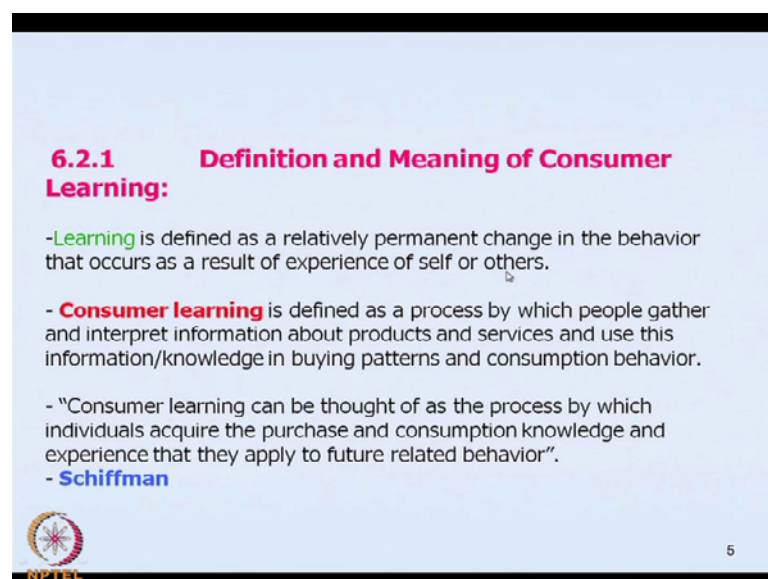 6.2.1 Definition and Meaning of Consumer
Learning:
-Learning is defined as a relatively permanent change in the behavior
that occurs as a result of experience of self or others.
- Consumer learning is defined as a process by which people gather
and interpret information about products and services and use this
information/knowledge in buying patterns and consumption behavior.
- “Consumer learning can be thought of as the process by which
individuals acquire the purchase and consumption knowledge and
experience that they apply to future related behavior”.
- Schiffman
5
NPTEL